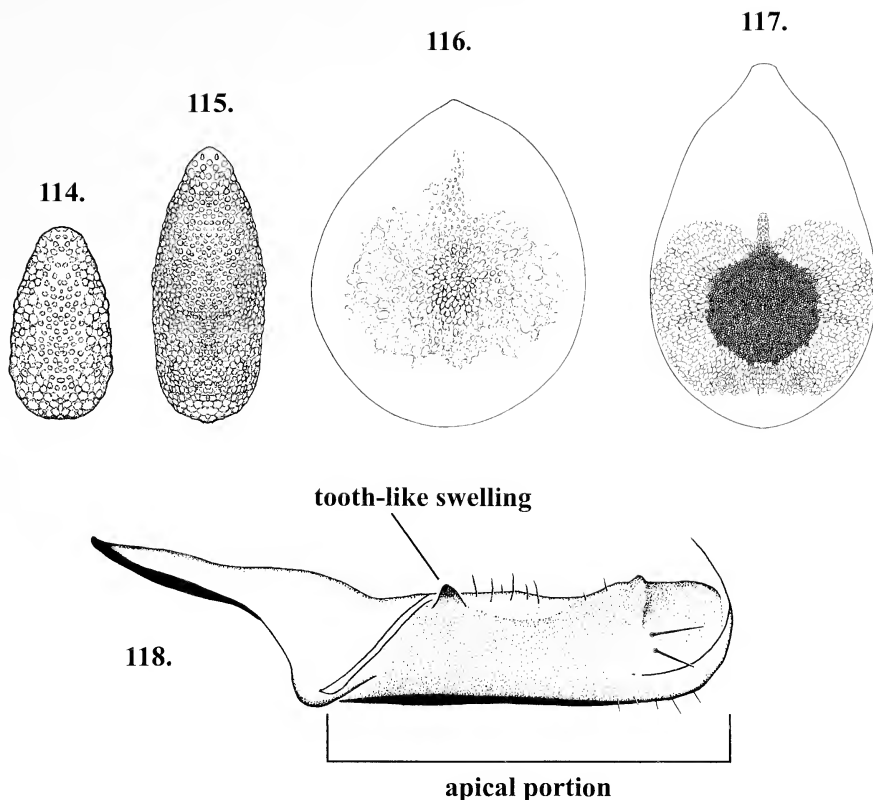 114.
115.
116.
117.
tooth-like swelling
118.
apical portion